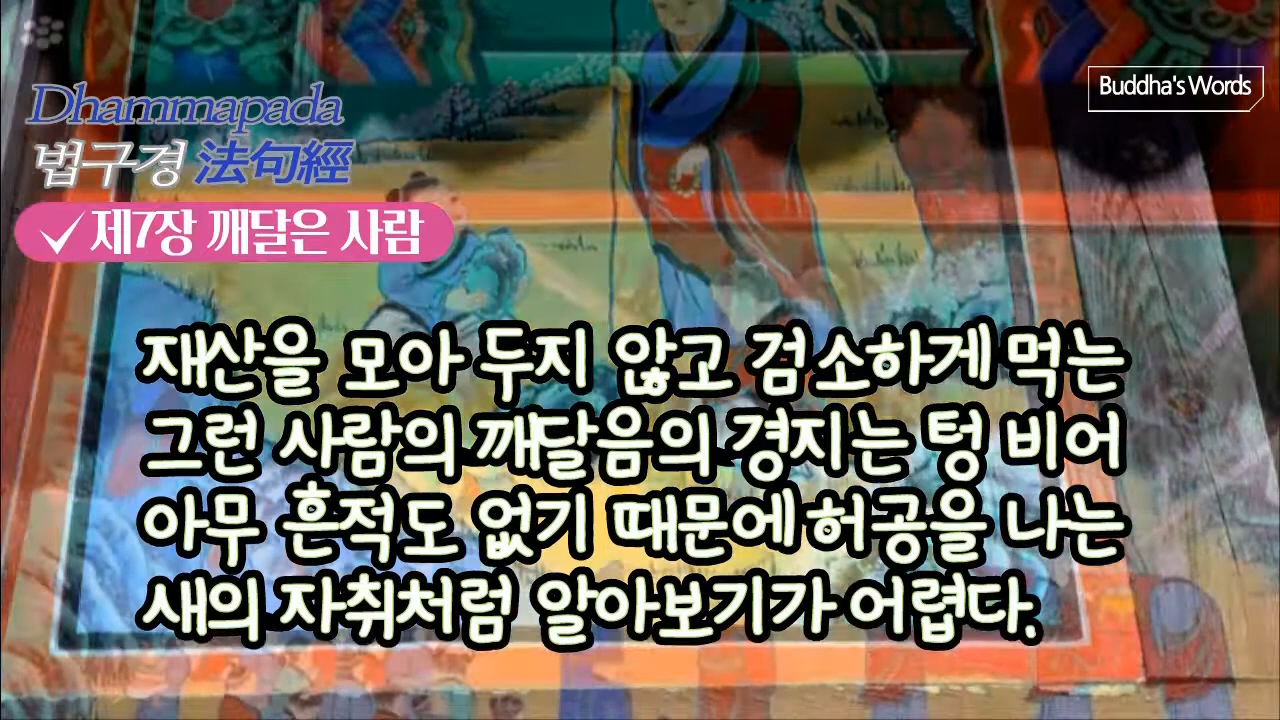 Buddha's Words
Dhammapada
법구경 法句經
제7장 깨달은 사람
재산을 모아 두지 않고 검소하게 먹는
그런 사람의 깨달음의 경지는 텅 비어
아무 흔적도 없기 때문에 허공을 나는
새의 자취처럼 알아보기가 어렵다.